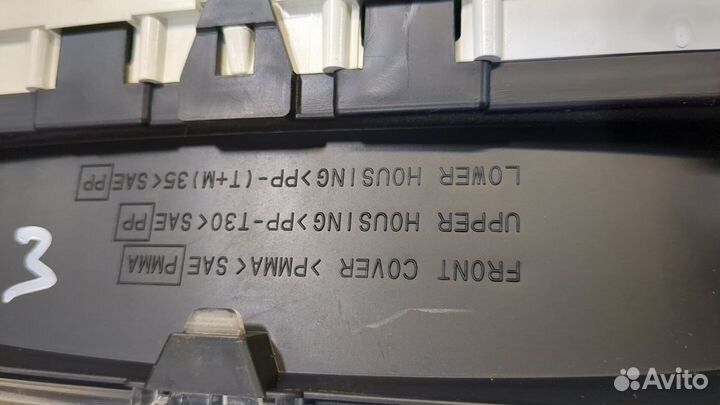 FRONT COVER >PMMA< SAE PMMA
UPPER HOUSING>PP-T30<SAE PP
LOWER HOUSING>PP-(T+M)35<SAE PP
3
Avito